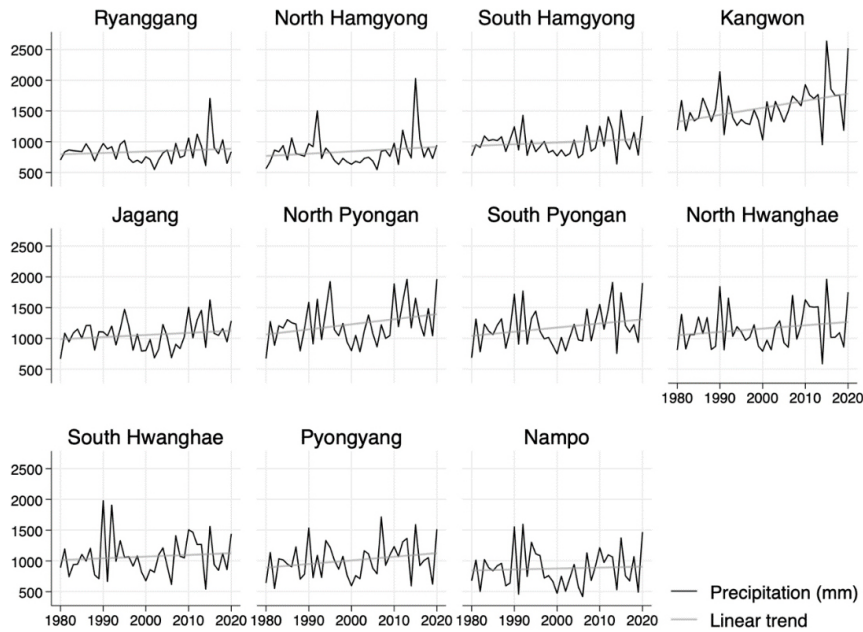 Ryanggang North Hamgyong South Hamgyong Kangwon
2500
2000
1500
1000
500
Jagang North Pyongan South Pyongan North Hwanghae
2500
2000
1500
1000
500
1980 1990 2000 2010 2020
South Hwanghae Pyongyang Nampo
2500
2000
1500
1000
500
1980 1990 2000 2010 2020 1980 1990 2000 2010 2020 1980 1990 2000 2010 2020
Precipitation (mm)
Linear trend